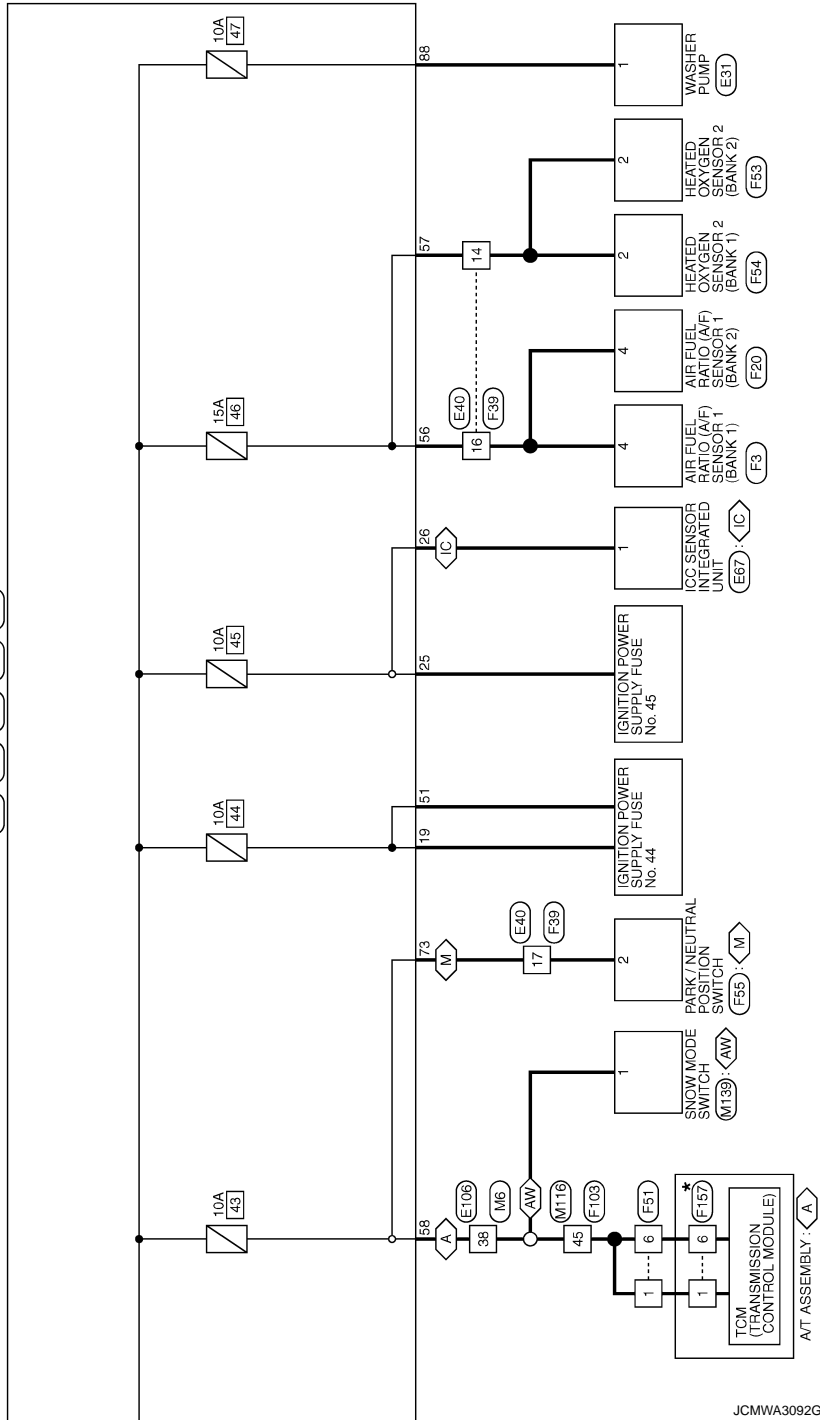 10A
43
10A
44
10A
45
15A
46
10A
47
58
73
19
51
25
26
56
57
88
A
M
IC
E106
38
M6
AW
M116
45
F103
E40
17
F39
E40
16
F39
14
1
6
F51
1
6
F157
*
TCM
(TRANSMISSION
CONTROL MODULE)
A/T ASSEMBLY : A
1
SNOW MODE
SWITCH
M139 : AW
2
PARK / NEUTRAL
POSITION
SWITCH
F55 : M
IGNITION POWER
SUPPLY FUSE
No. 44
IGNITION POWER
SUPPLY FUSE
No. 45
1
ICC SENSOR
INTEGRATED
UNIT
E67 : IC
4
AIR FUEL
RATIO (A/F)
SENSOR 1
(BANK 1)
F3
4
AIR FUEL
RATIO (A/F)
SENSOR 1
(BANK 2)
F20
2
HEATED
OXYGEN
SENSOR 2
(BANK 1)
F54
2
HEATED
OXYGEN
SENSOR 2
(BANK 2)
F53
1
WASHER
PUMP
E31
JCMWA3092G